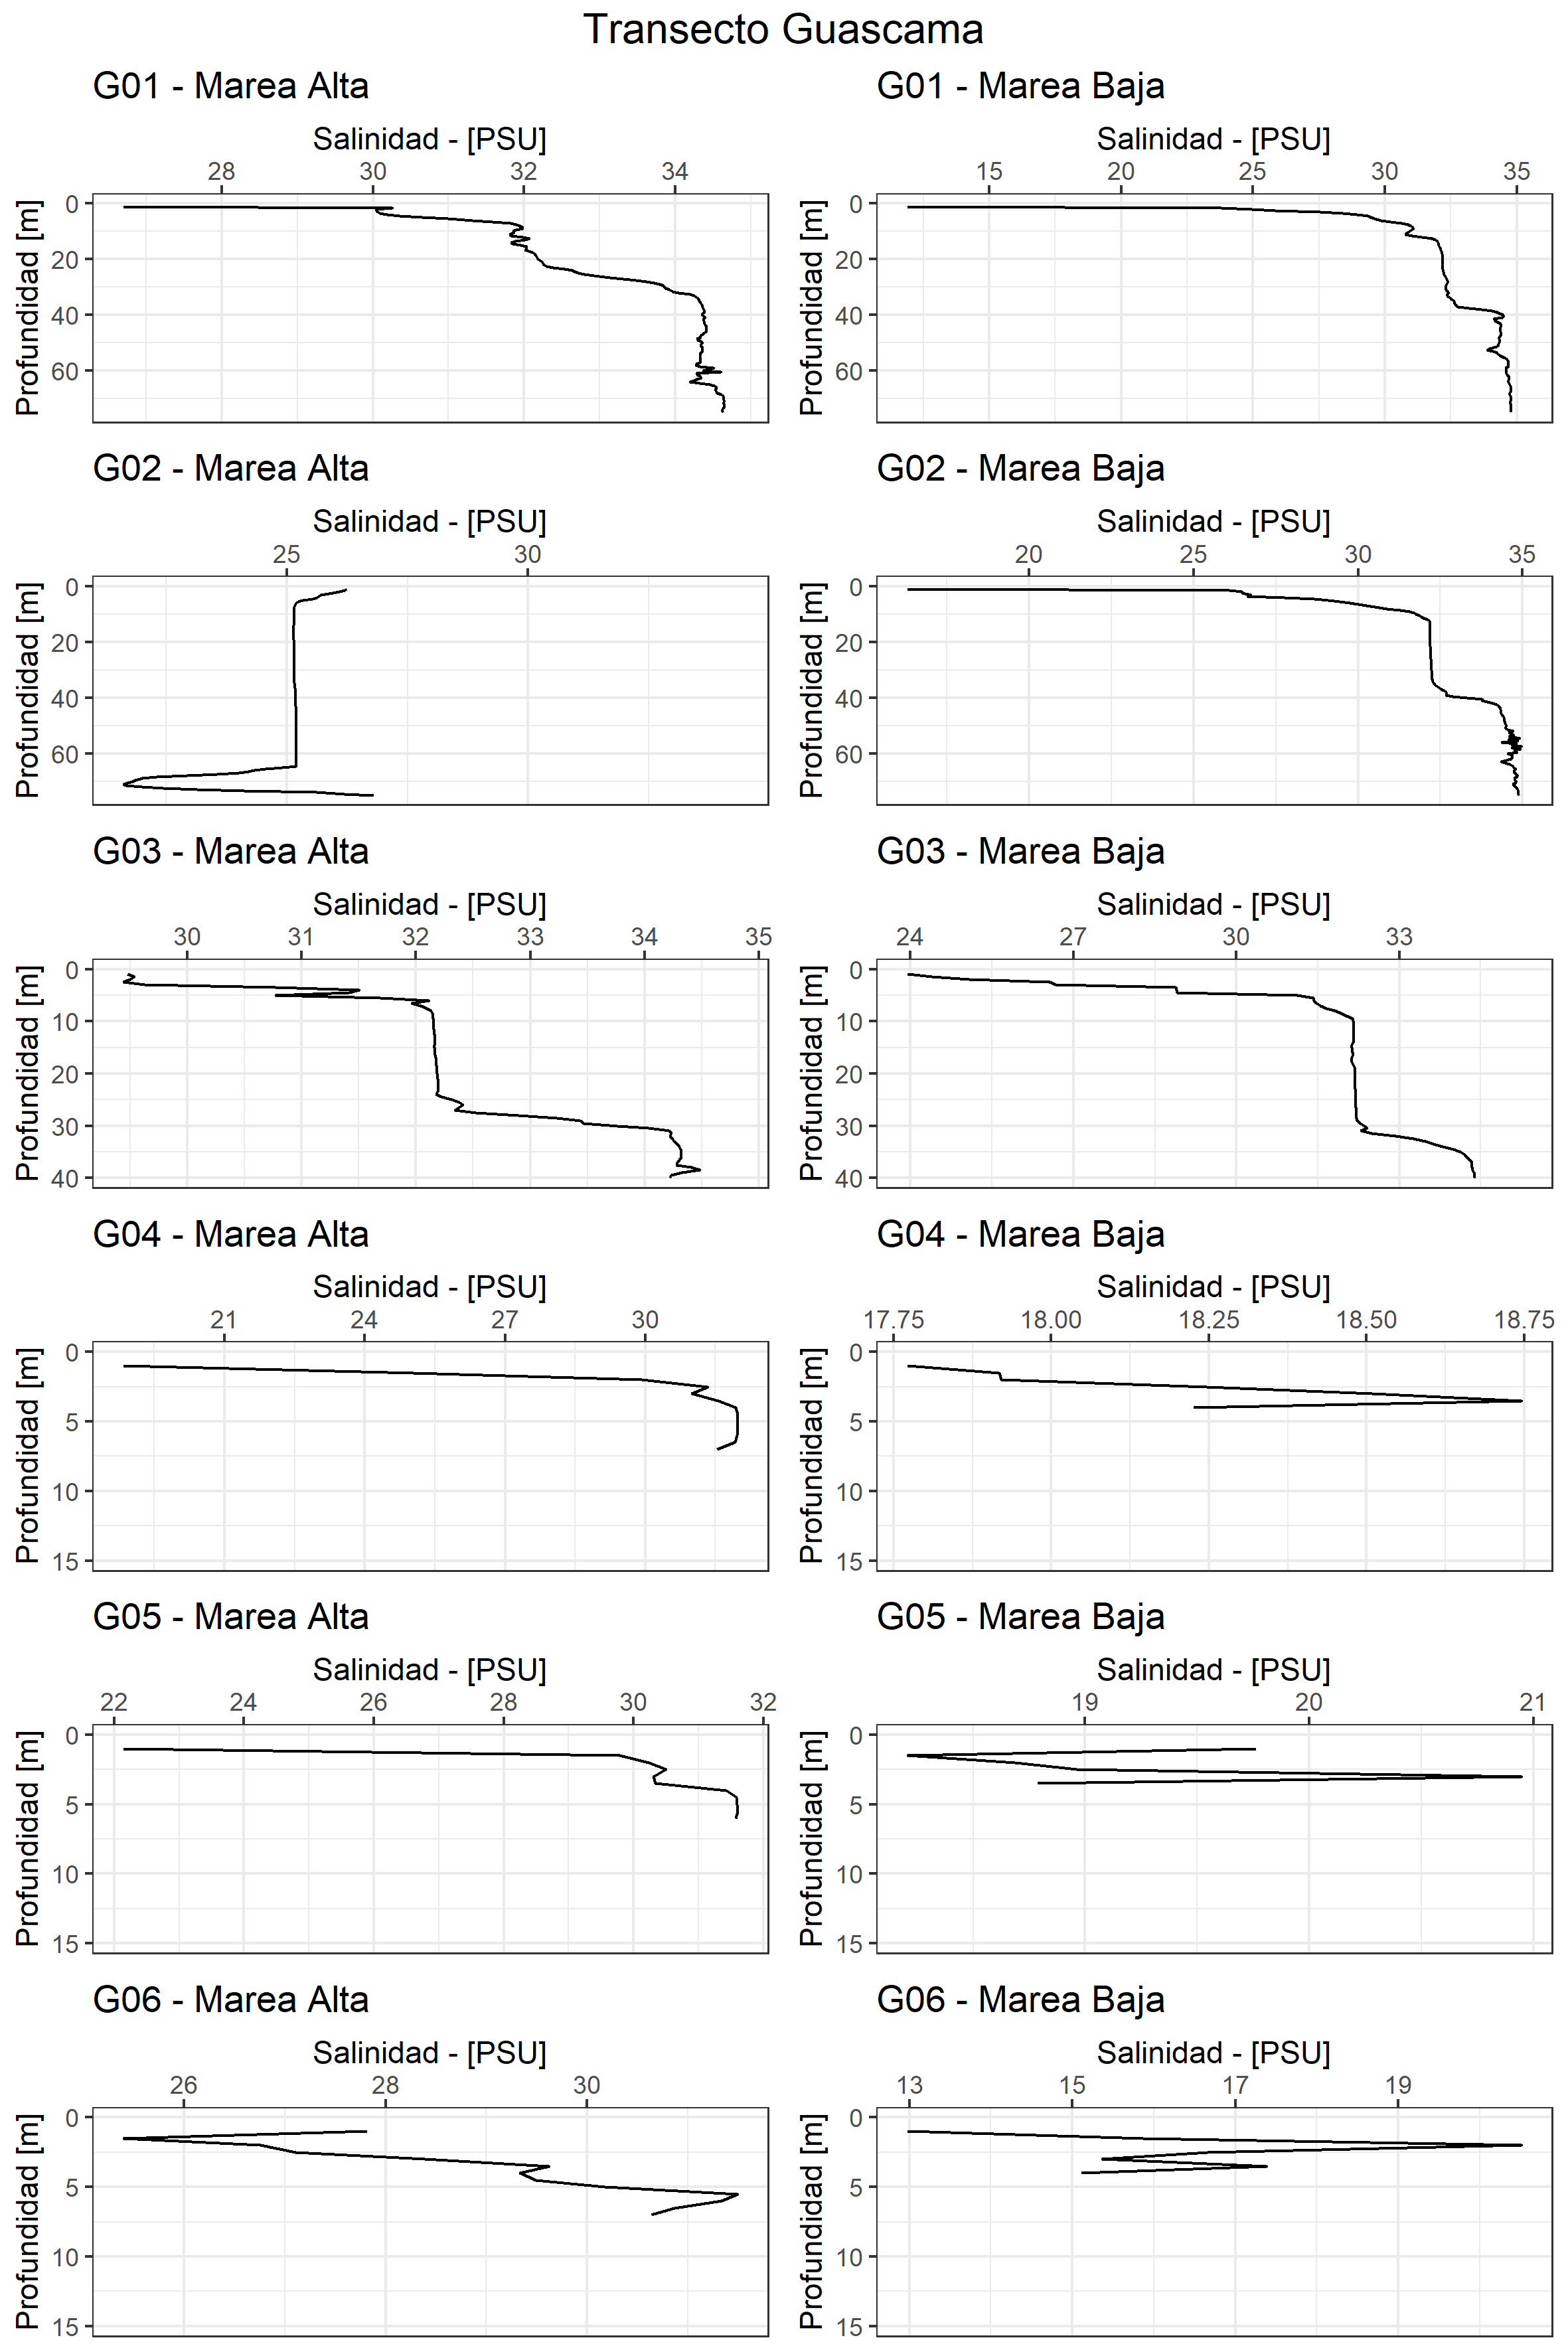 Transecto Guascama
G01 - Marea Alta
Salinidad - [PSU]
28 30 32 34
Profundidad [m]
0
20
40
60
G01 - Marea Baja
Salinidad - [PSU]
15 20 25 30 35
Profundidad [m]
0
20
40
60
G02 - Marea Alta
Salinidad - [PSU]
25 30
Profundidad [m]
0
20
40
60
G02 - Marea Baja
Salinidad - [PSU]
20 25 30 35
Profundidad [m]
0
20
40
60
G03 - Marea Alta
Salinidad - [PSU]
30 31 32 33 34 35
Profundidad [m]
0
10
20
30
40
G03 - Marea Baja
Salinidad - [PSU]
24 27 30 33
Profundidad [m]
0
10
20
30
40
G04 - Marea Alta
Salinidad - [PSU]
21 24 27 30
Profundidad [m]
0
5
10
15
G04 - Marea Baja
Salinidad - [PSU]
17.75 18.00 18.25 18.50 18.75
Profundidad [m]
0
5
10
15
G05 - Marea Alta
Salinidad - [PSU]
22 24 26 28 30 32
Profundidad [m]
0
5
10
15
G05 - Marea Baja
Salinidad - [PSU]
19 20 21
Profundidad [m]
0
5
10
15
G06 - Marea Alta
Salinidad - [PSU]
26 28 30
Profundidad [m]
0
5
10
15
G06 - Marea Baja
Salinidad - [PSU]
13 15 17 19
Profundidad [m]
0
5
10
15